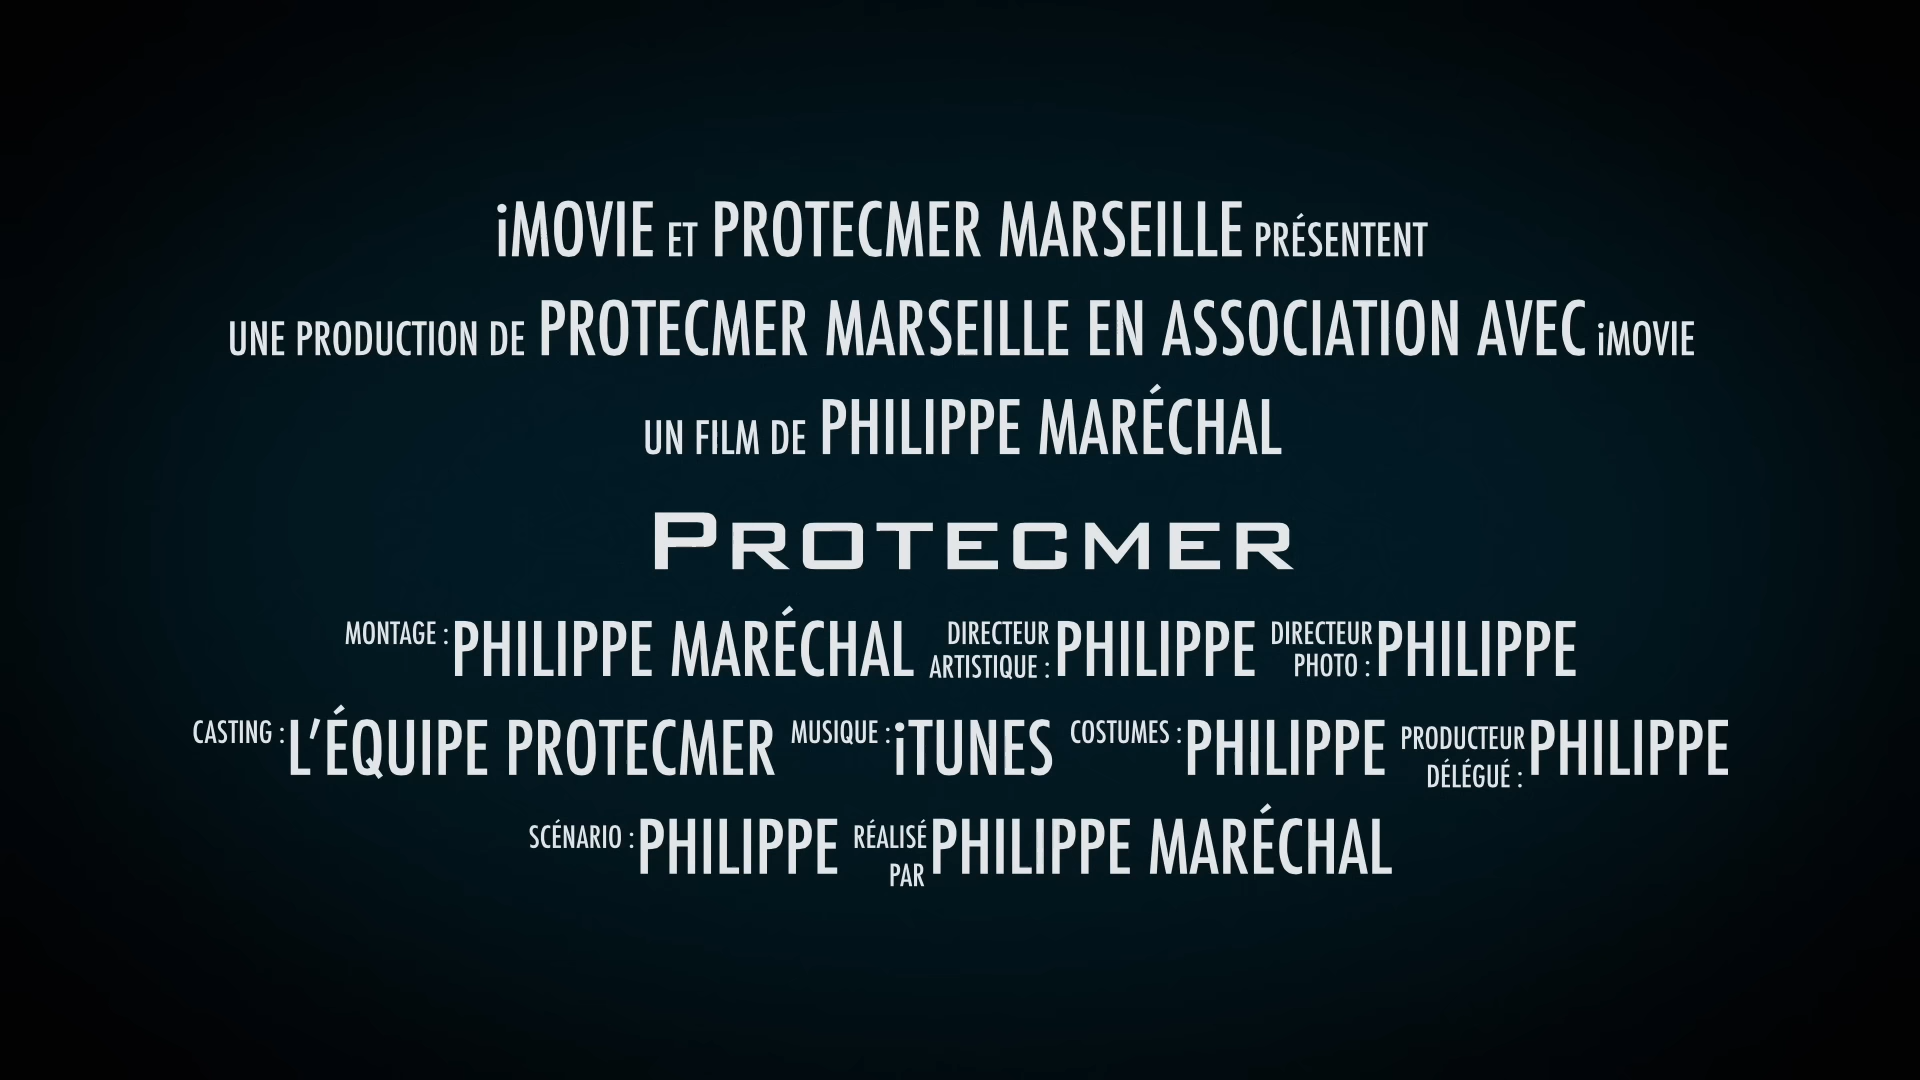 iMOVIE ET PROTECMER MARSEILLE PRÉSENTENT
UNE PRODUCTION DE PROTECMER MARSEILLE EN ASSOCIATION AVEC iMOVIE
UN FILM DE PHILIPPE MARÉCHAL
PROTECMER
MONTAGE : PHILIPPE MARÉCHAL DIRECTEUR ARTISTIQUE : PHILIPPE DIRECTEUR PHOTO : PHILIPPE
CASTING : L'ÉQUIPE PROTECMER MUSIQUE : iTUNES COSTUMES : PHILIPPE PRODUCTEUR DÉLÉGUÉ : PHILIPPE
SCÉNARIO : PHILIPPE RÉALISÉ PAR PHILIPPE MARÉCHAL